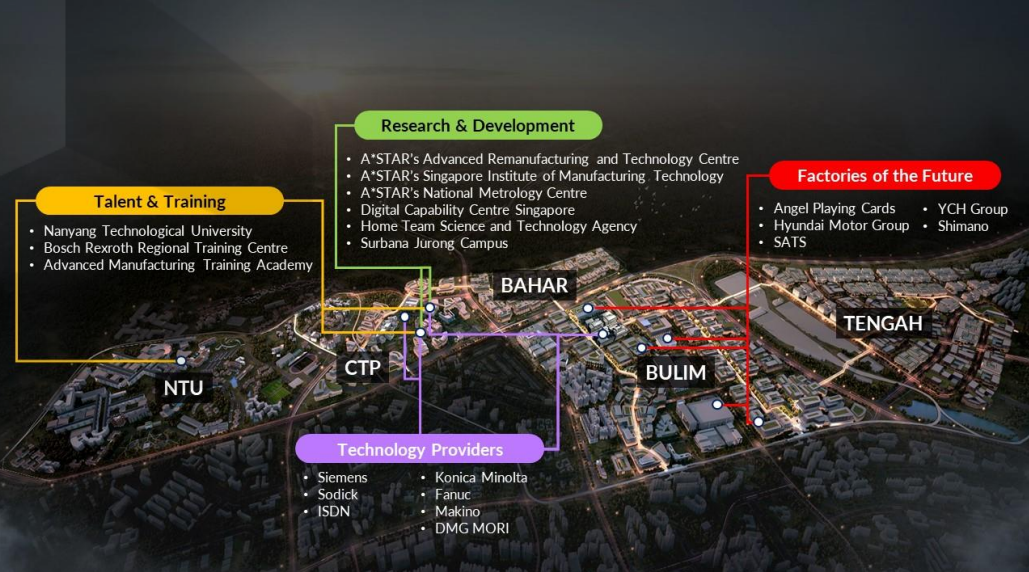 Research & Development
• A*STAR's Advanced Remanufacturing and Technology Centre
• A*STAR's Singapore Institute of Manufacturing Technology
• A*STAR's National Metrology Centre
• Digital Capability Centre Singapore
• Home Team Science and Technology Agency
• Surbana Jurong Campus
Talent & Training
• Nanyang Technological University
• Bosch Rexroth Regional Training Centre
• Advanced Manufacturing Training Academy
Factories of the Future
• Angel Playing Cards
• Hyundai Motor Group
• SATS
• YCH Group
• Shimano
BAHAR
TENGAH
CTP
BULIM
NTU
Technology Providers
• Siemens
• Sodick
• ISDN
• Konica Minolta
• Fanuc
• Makino
• DMG MORI